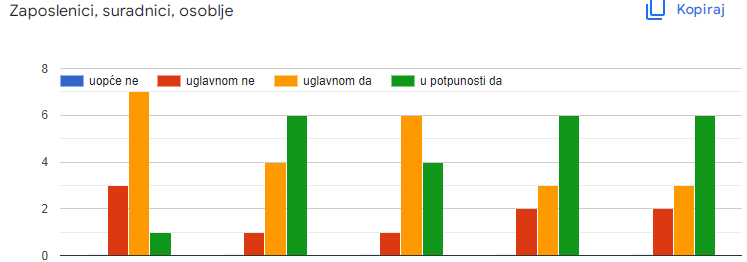 Zaposlenici, suradnici, osoblje
Kopiraj
8
uopće ne uglavnom ne uglavnom da u potpunosti da
6
4
2
0